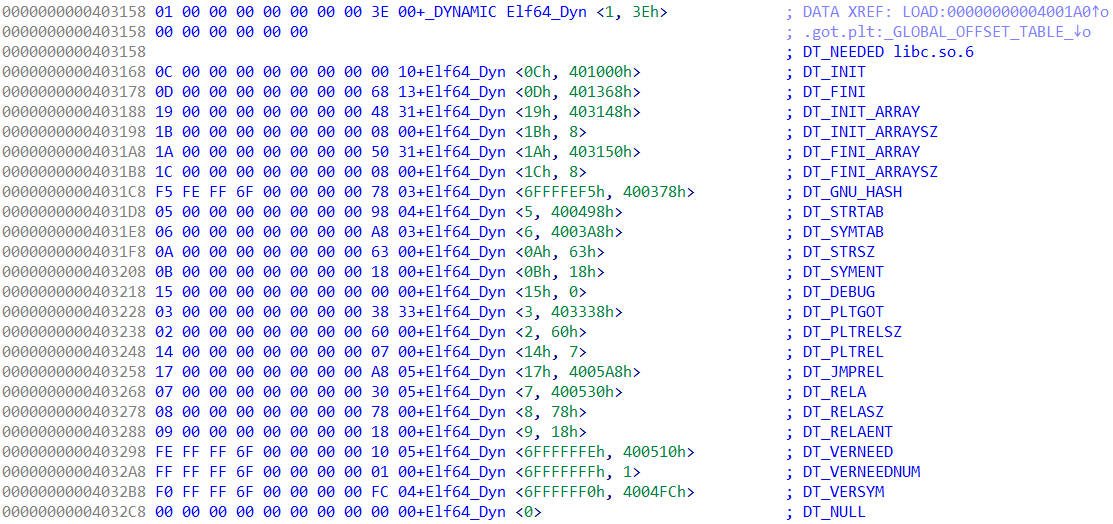 0000000000403158 01 00 00 00 00 00 00 00 3E 00+_DYNAMIC Elf64_Dyn <1, 3Eh> ; DATA XREF: LOAD:00000000004001A0↑o
0000000000403158 00 00 00 00 00 00 ; .got.plt:_GLOBAL_OFFSET_TABLE_↓o
0000000000403158 ; DT_NEEDED libc.so.6
0000000000403168 0C 00 00 00 00 00 00 00 00 10+Elf64_Dyn <0Ch, 401000h> ; DT_INIT
0000000000403178 0D 00 00 00 00 00 00 00 68 13+Elf64_Dyn <0Dh, 401368h> ; DT_FINI
0000000000403188 19 00 00 00 00 00 00 00 48 31+Elf64_Dyn <19h, 403148h> ; DT_INIT_ARRAY
0000000000403198 1B 00 00 00 00 00 00 00 08 00+Elf64_Dyn <1Bh, 8> ; DT_INIT_ARRAYSZ
00000000004031A8 1A 00 00 00 00 00 00 00 50 31+Elf64_Dyn <1Ah, 403150h> ; DT_FINI_ARRAY
00000000004031B8 1C 00 00 00 00 00 00 00 08 00+Elf64_Dyn <1Ch, 8> ; DT_FINI_ARRAYSZ
00000000004031C8 F5 FE FF 6F 00 00 00 00 78 03+Elf64_Dyn <6FFFFEF5h, 400378h> ; DT_GNU_HASH
00000000004031D8 05 00 00 00 00 00 00 00 98 04+Elf64_Dyn <5, 400498h> ; DT_STRTAB
00000000004031E8 06 00 00 00 00 00 00 00 A8 03+Elf64_Dyn <6, 4003A8h> ; DT_SYMTAB
00000000004031F8 0A 00 00 00 00 00 00 00 63 00+Elf64_Dyn <0Ah, 63h> ; DT_STRSZ
0000000000403208 0B 00 00 00 00 00 00 00 18 00+Elf64_Dyn <0Bh, 18h> ; DT_SYMENT
0000000000403218 15 00 00 00 00 00 00 00 00 00+Elf64_Dyn <15h, 0> ; DT_DEBUG
0000000000403228 03 00 00 00 00 00 00 00 38 33+Elf64_Dyn <3, 403338h> ; DT_PLTGOT
0000000000403238 02 00 00 00 00 00 00 00 60 00+Elf64_Dyn <2, 60h> ; DT_PLTRELSZ
0000000000403248 14 00 00 00 00 00 00 00 07 00+Elf64_Dyn <14h, 7> ; DT_PLTREL
0000000000403258 17 00 00 00 00 00 00 00 A8 05+Elf64_Dyn <17h, 4005A8h> ; DT_JMPREL
0000000000403268 07 00 00 00 00 00 00 00 30 05+Elf64_Dyn <7, 400530h> ; DT_RELA
0000000000403278 08 00 00 00 00 00 00 00 78 00+Elf64_Dyn <8, 78h> ; DT_RELASZ
0000000000403288 09 00 00 00 00 00 00 00 18 00+Elf64_Dyn <9, 18h> ; DT_RELAENT
0000000000403298 FE FF FF 6F 00 00 00 00 10 05+Elf64_Dyn <6FFFFFFEh, 400510h> ; DT_VERNEED
00000000004032A8 FF FF FF 6F 00 00 00 00 01 00+Elf64_Dyn <6FFFFFFFh, 1> ; DT_VERNEEDNUM
00000000004032B8 F0 FF FF 6F 00 00 00 00 FC 04+Elf64_Dyn <6FFFFFF0h, 4004FCh> ; DT_VERSYM
00000000004032C8 00 00 00 00 00 00 00 00 00 00+Elf64_Dyn <0> ; DT_NULL